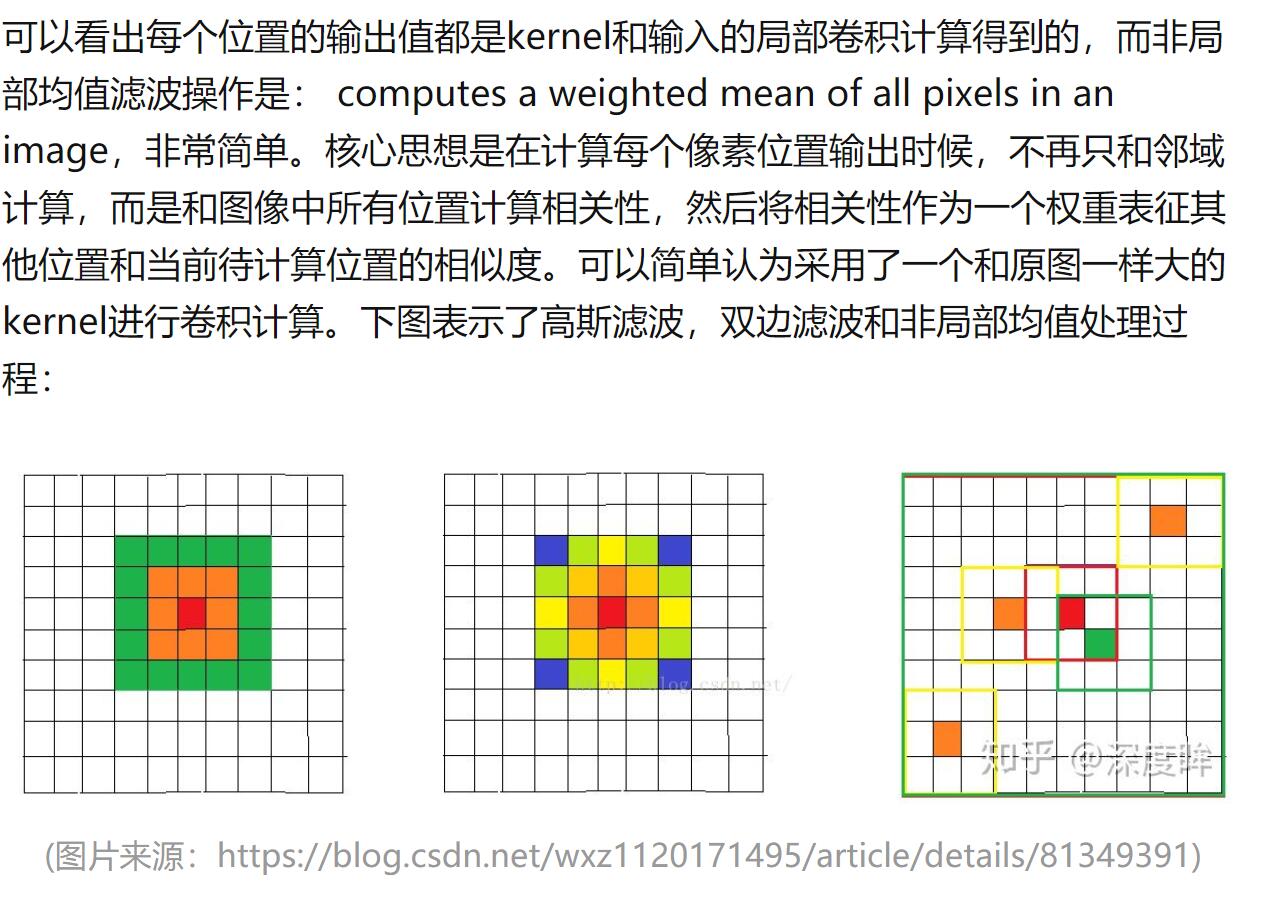 可以看出每个位置的输出值都是kernel和输入的局部卷积计算得到的，而非局
部均值滤波操作是： computes a weighted mean of all pixels in an
image，非常简单。核心思想是在计算每个像素位置输出时候，不再只和邻域
计算，而是和图像中所有位置计算相关性，然后将相关性作为一个权重表征其
他位置和当前待计算位置的相似度。可以简单认为采用了一个和原图一样大的
kernel进行卷积计算。下图表示了高斯滤波，双边滤波和非局部均值处理过
程：
http://blog.csdn.net/
知乎 @深度眸
(图片来源：https://blog.csdn.net/wxz1120171495/article/details/81349391)